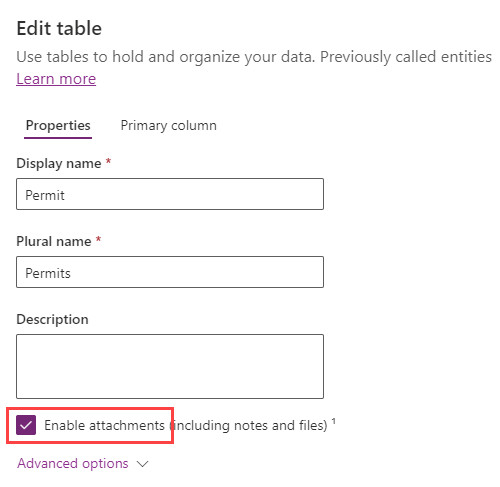 Edit table
Use tables to hold and organize your data. Previously called entities
Learn more
Properties Primary column
Display name *
Permit
Plural name *
Permits
Description
Enable attachments (including notes and files) ¹
Advanced options